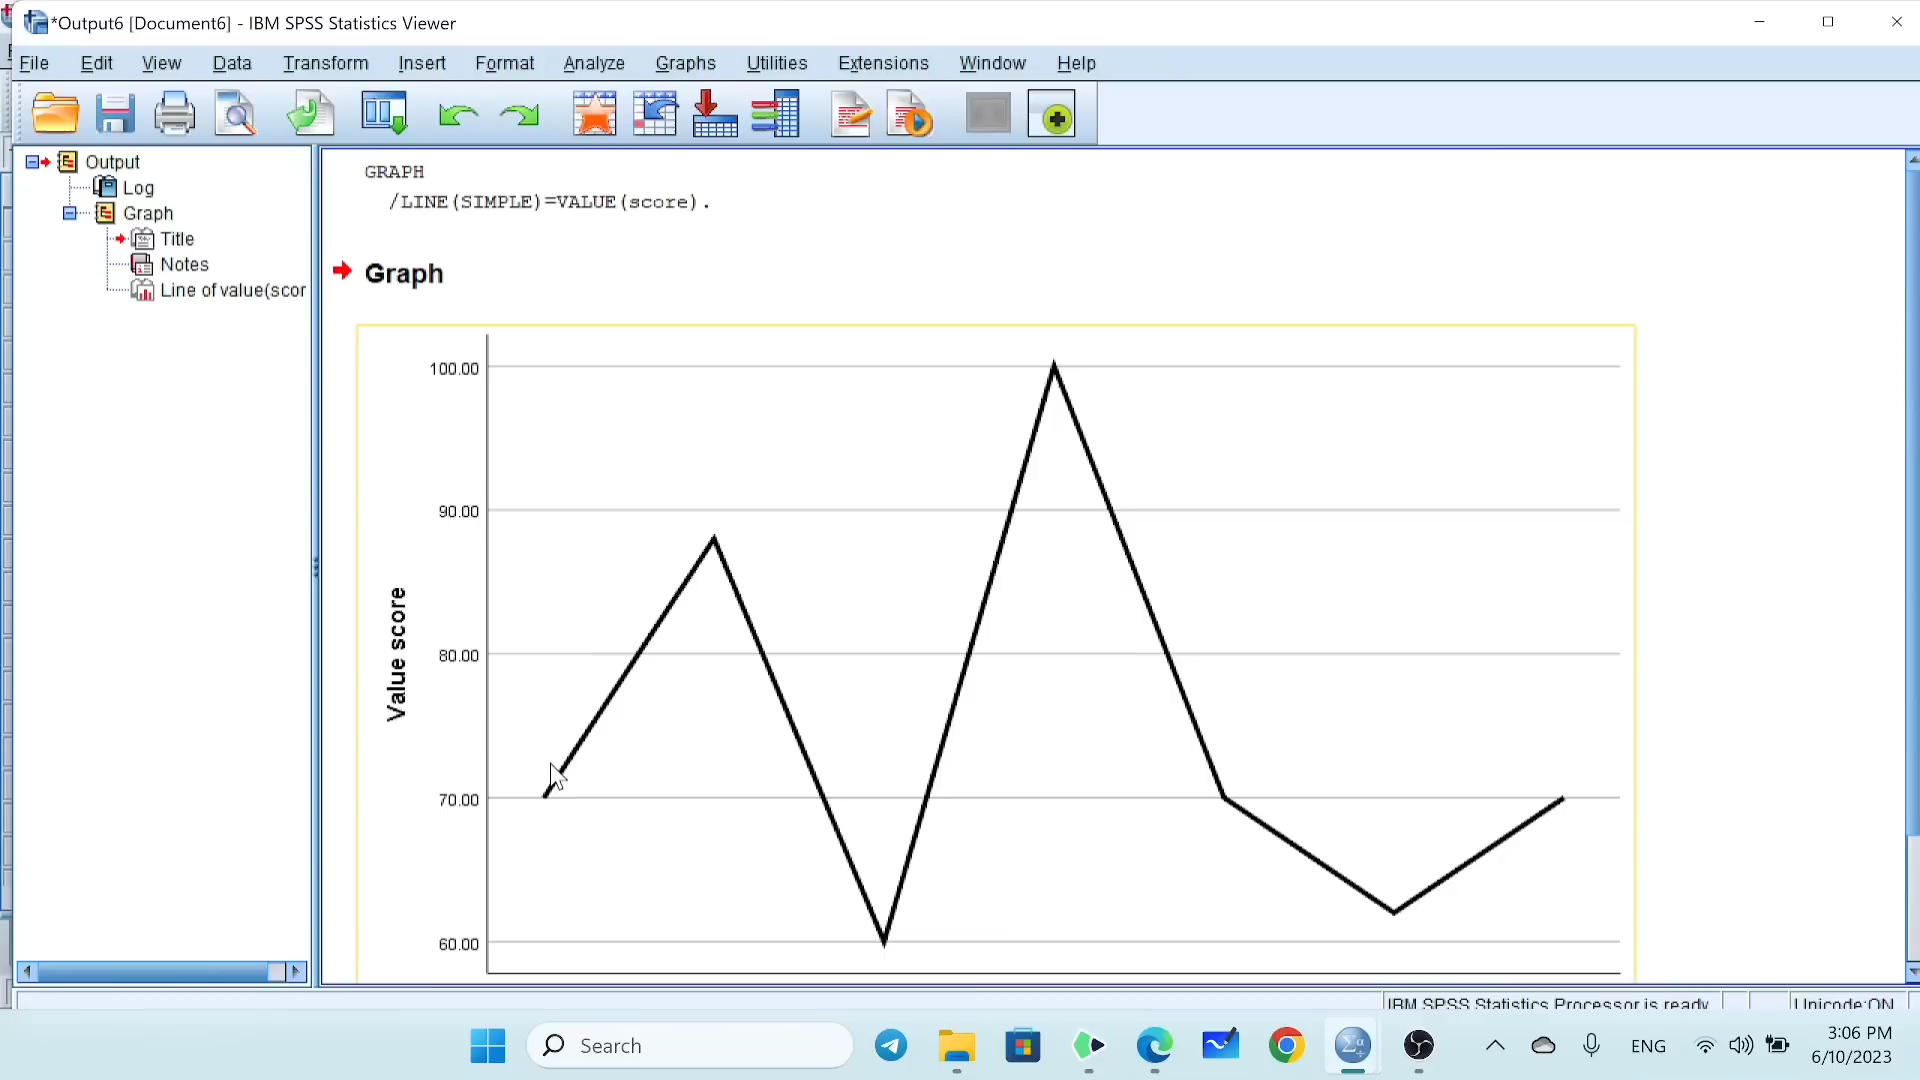 *Output6 [Document6] - IBM SPSS Statistics Viewer
File Edit View Data Transform Insert Format Analyze Graphs Utilities Extensions Window Help
Output
Log
Graph
Title
Notes
Line of value(scor
GRAPH
/LINE(SIMPLE)=VALUE(score).
Graph
100.00
90.00
80.00
70.00
60.00
Value score
IBM SPSS Statistics Processor is ready
Unicode:ON
Search
ENG
3:06 PM
6/10/2023